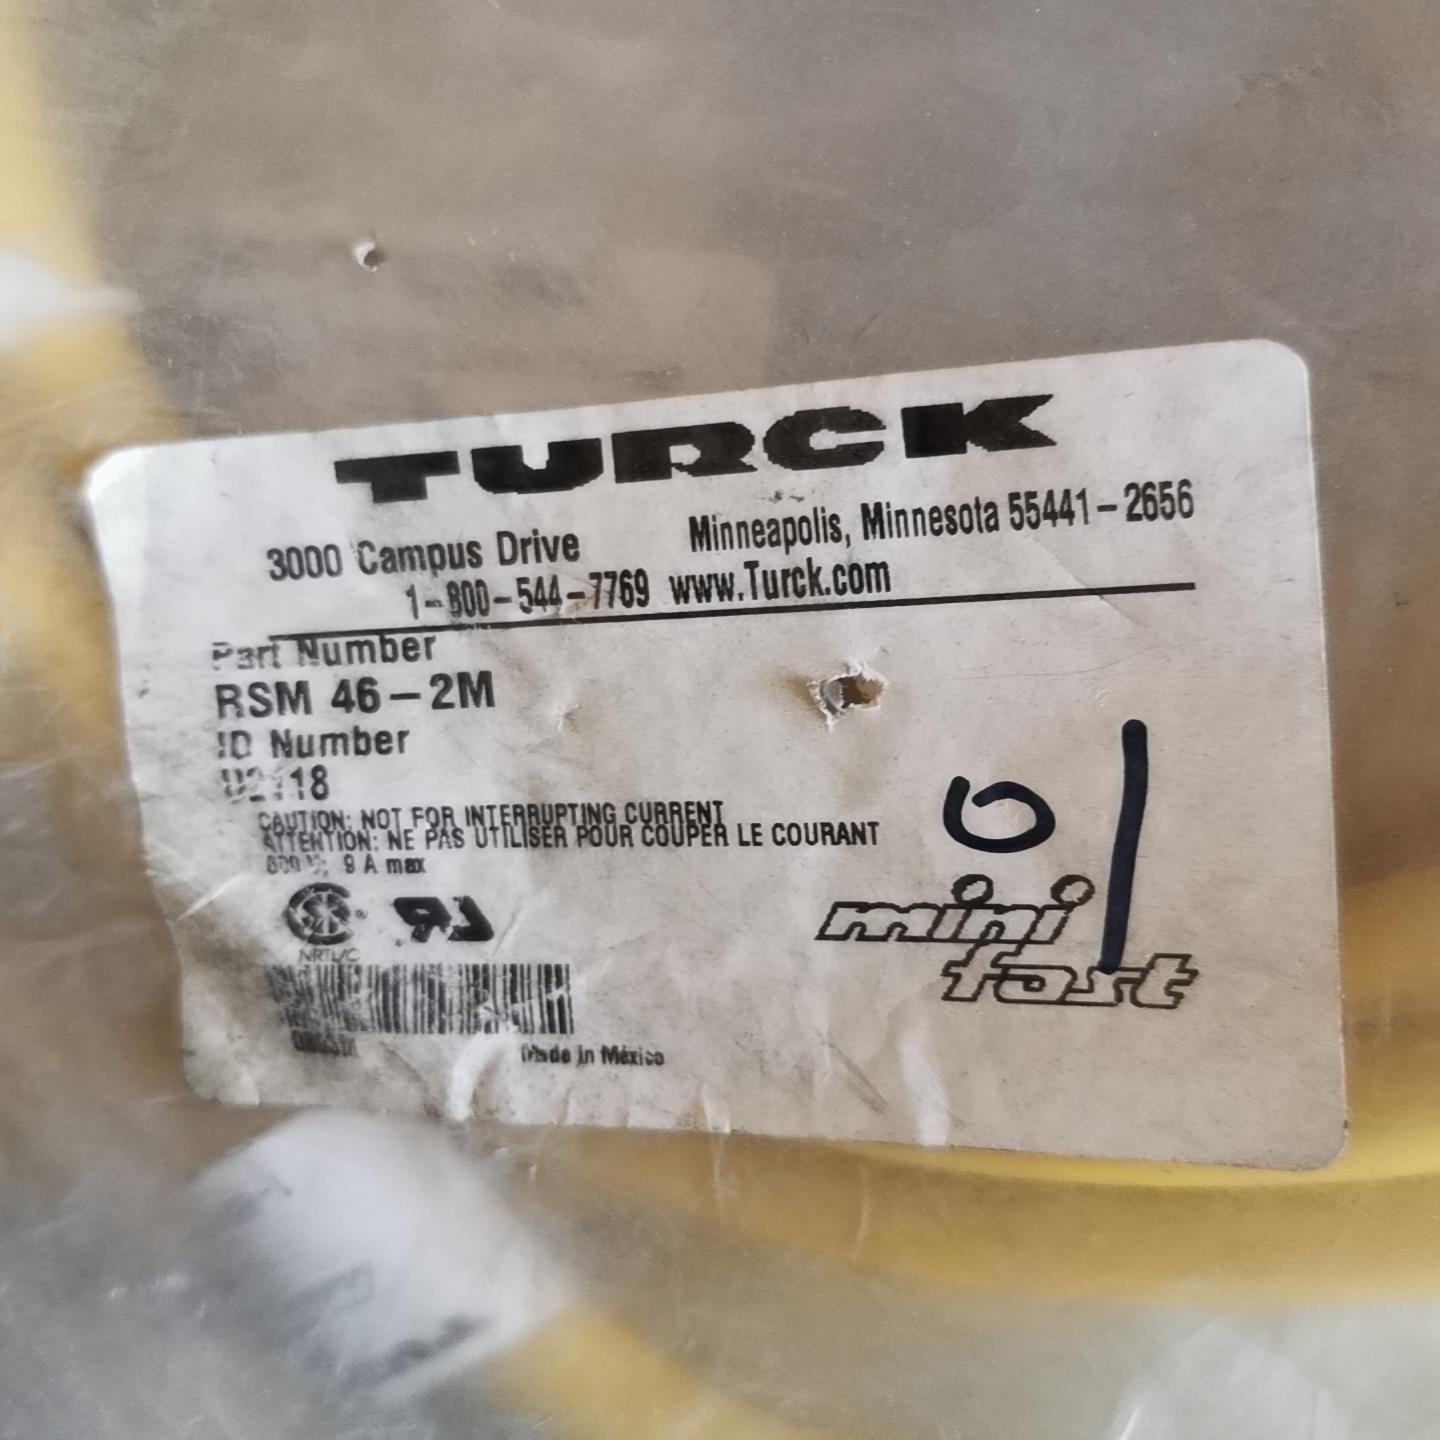 TURCK
3000 Campus Drive Minneapolis, Minnesota 55441-2656
1-800-544-7769 www.Turck.com
Part Number
RSM 46-2M
ID Number
CAUTION: NOT FOR INTERRUPTING CURRENT
ATTENTION: NE PAS UTILISER POUR COUPER LE COURANT
9 A max
NRTL/C
01
mini
fast
Made in México